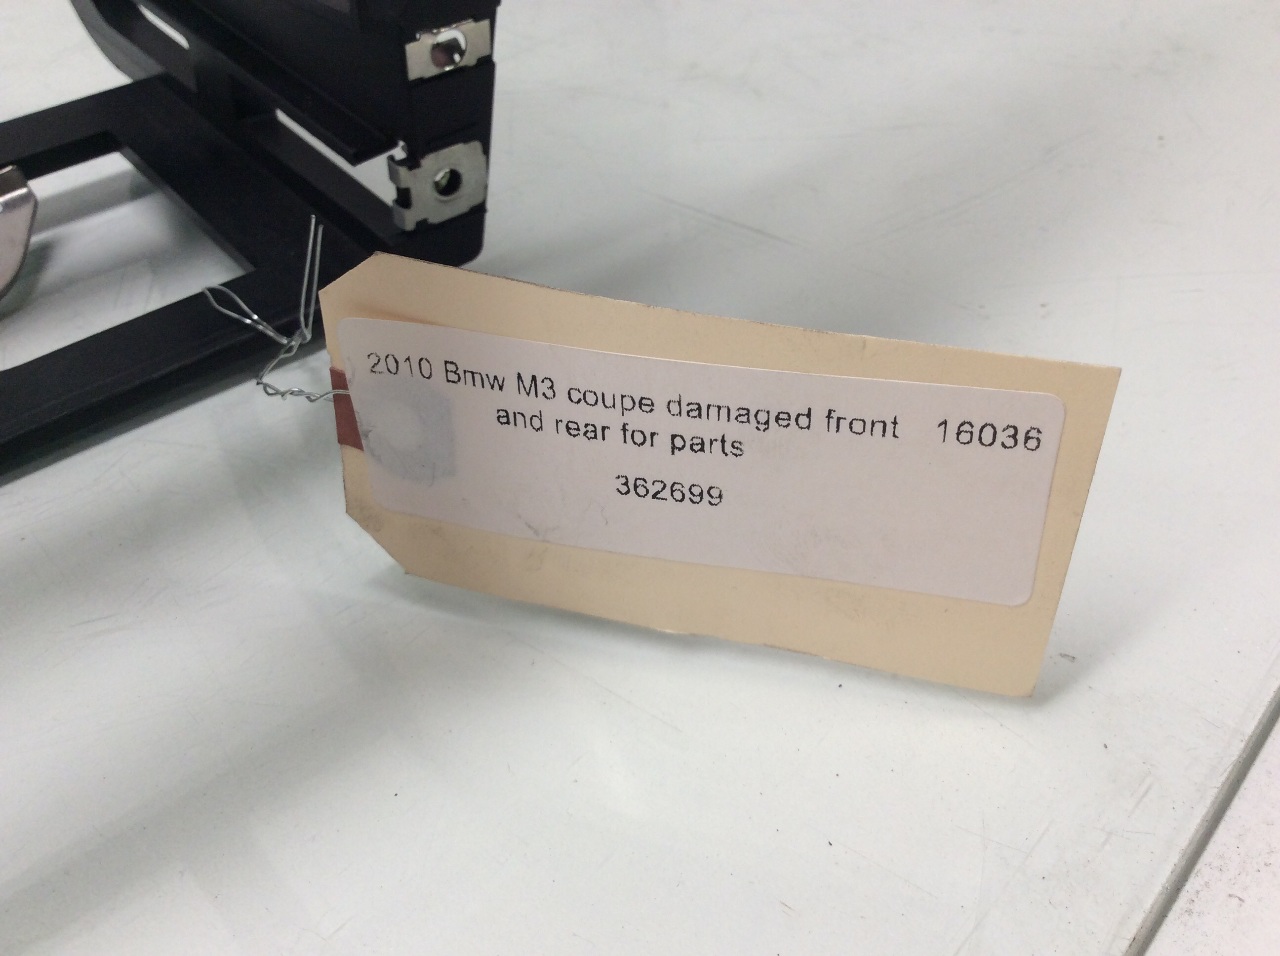 2010 Bmw M3 coupe damaged front 16036
and rear for parts
362699